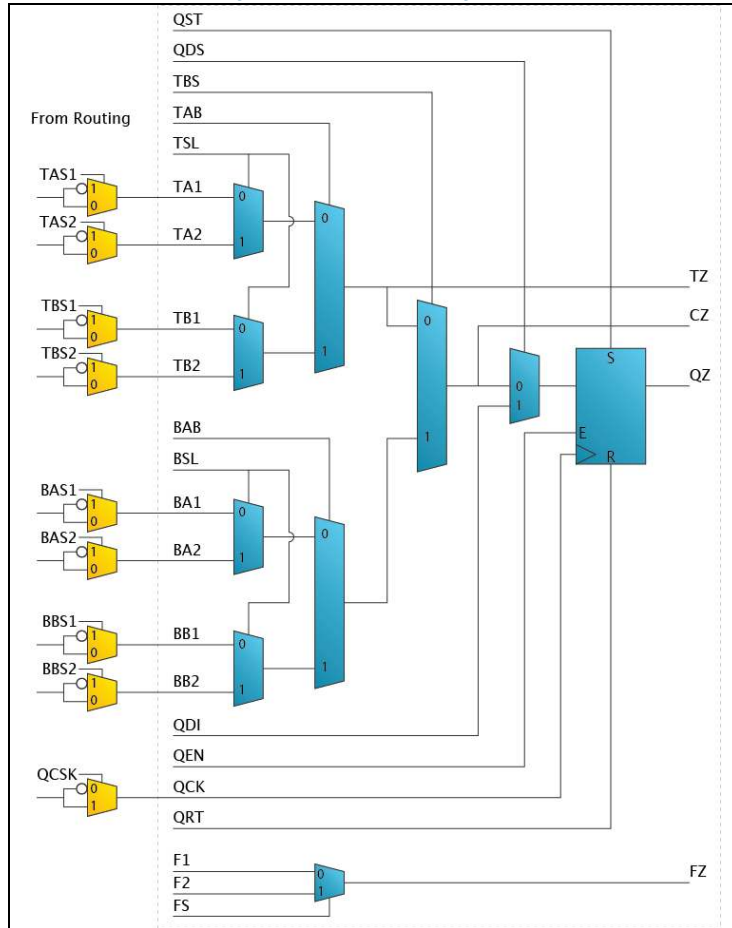 QST
QDS
TBS
TAB
From Routing
TSL
TAS1
1
0
TA1
0
TAS2
1
0
TA2
1
0
TBS1
1
0
TB1
0
TBS2
1
0
TB2
1
1
TZ
0
CZ
S
0
1
QZ
E
R
1
BAB
BSL
BAS1
1
0
BA1
0
BAS2
1
0
BA2
1
0
BBS1
1
0
BB1
0
BBS2
1
0
BB2
1
1
QDI
QEN
QCSK
0
1
QCK
QRT
F1
0
F2
1
FS
FZ